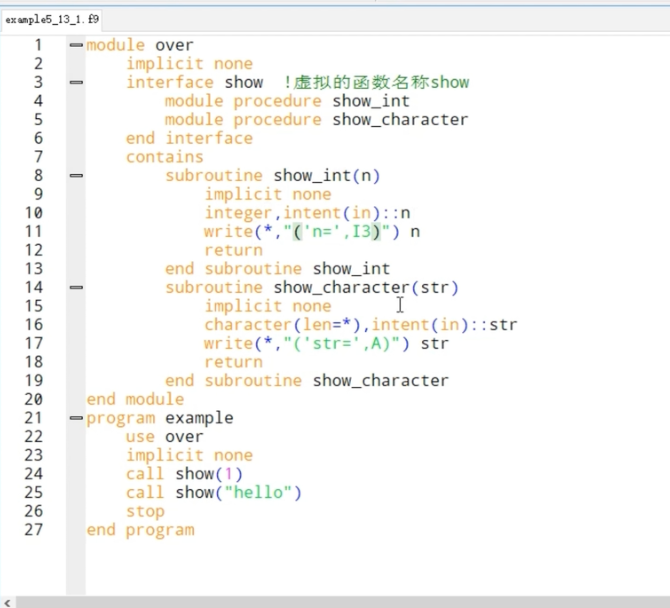 example5_13_1.f9
1 module over
2 implicit none
3 interface show !虚拟的函数名称show
4 module procedure show_int
5 module procedure show_character
6 end interface
7 contains
8 subroutine show_int(n)
9 implicit none
10 integer,intent(in)::n
11 write(*,"('n=',I3)") n
12 return
13 end subroutine show_int
14 subroutine show_character(str)
15 implicit none
16 character(len=*),intent(in)::str
17 write(*,"('str=',A)") str
18 return
19 end subroutine show_character
20 end module
21 program example
22 use over
23 implicit none
24 call show(1)
25 call show("hello")
26 stop
27 end program